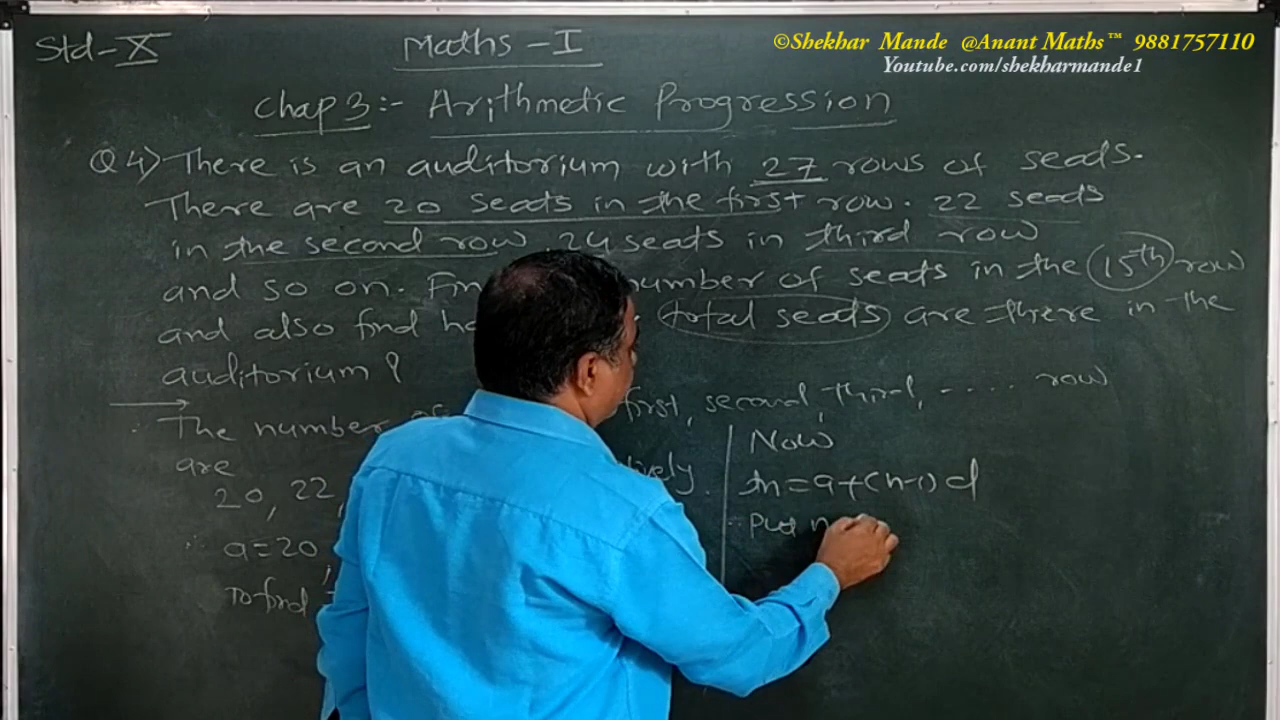 Std-X
Maths-I
©Shekhar Mande @Anant Maths™ 9881757110
Youtube.com/shekharmande1
Chap 3:- Arithmetic Progression
Q4) There is an auditorium with 27 rows of seats.
There are 20 seats in the first row. 22 seats
in the second row 24 seats in third row
and so on. number of seats in the 15th row
and also find total seats are there in the
auditorium?
The number first, second, third, .... row
are
20, 22,
∴ a=20,
To find
Now
tn=a+(n-1)d
Put n